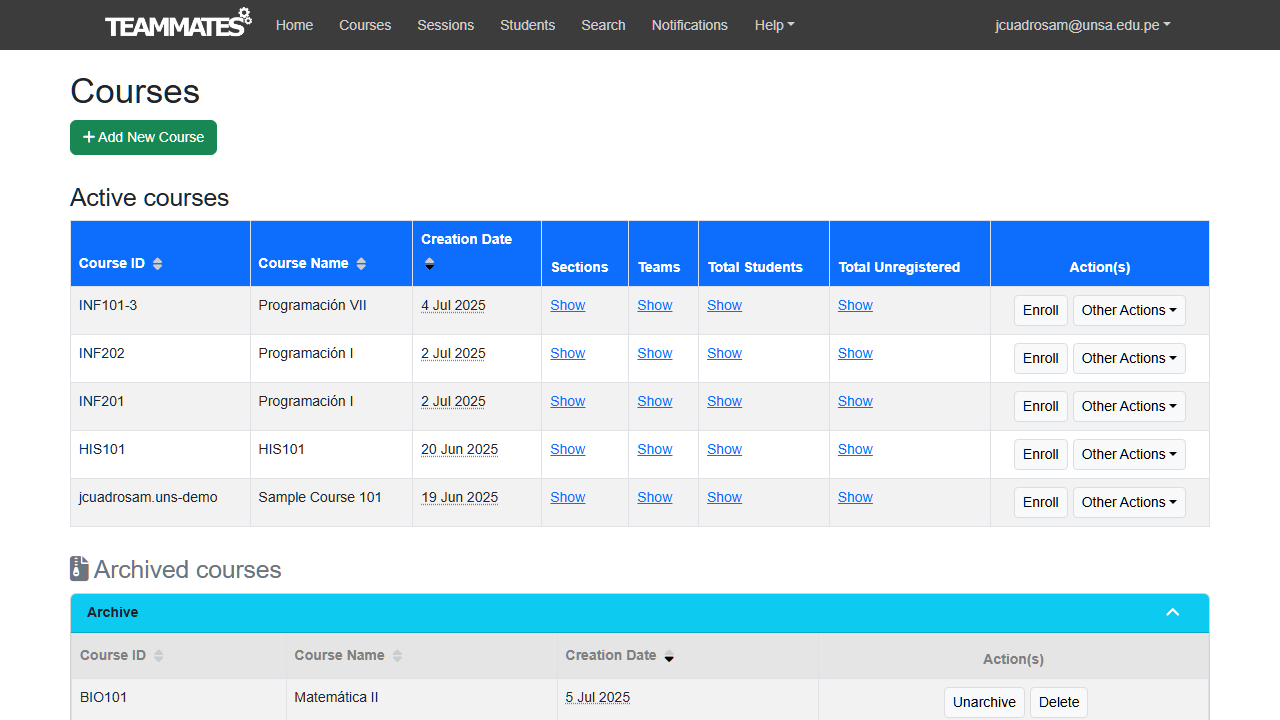 TEAMMATES Home Courses Sessions Students Search Notifications Help jcuadrosam@unsa.edu.pe
Courses
+ Add New Course
Active courses
Course ID Course Name Creation Date Sections Teams Total Students Total Unregistered Action(s)
INF101-3 Programación VII 4 Jul 2025 Show Show Show Show Enroll Other Actions
INF202 Programación I 2 Jul 2025 Show Show Show Show Enroll Other Actions
INF201 Programación I 2 Jul 2025 Show Show Show Show Enroll Other Actions
HIS101 HIS101 20 Jun 2025 Show Show Show Show Enroll Other Actions
jcuadrosam.uns-demo Sample Course 101 19 Jun 2025 Show Show Show Show Enroll Other Actions
Archived courses
Archive
Course ID Course Name Creation Date Action(s)
BIO101 Matemática II 5 Jul 2025 Unarchive Delete